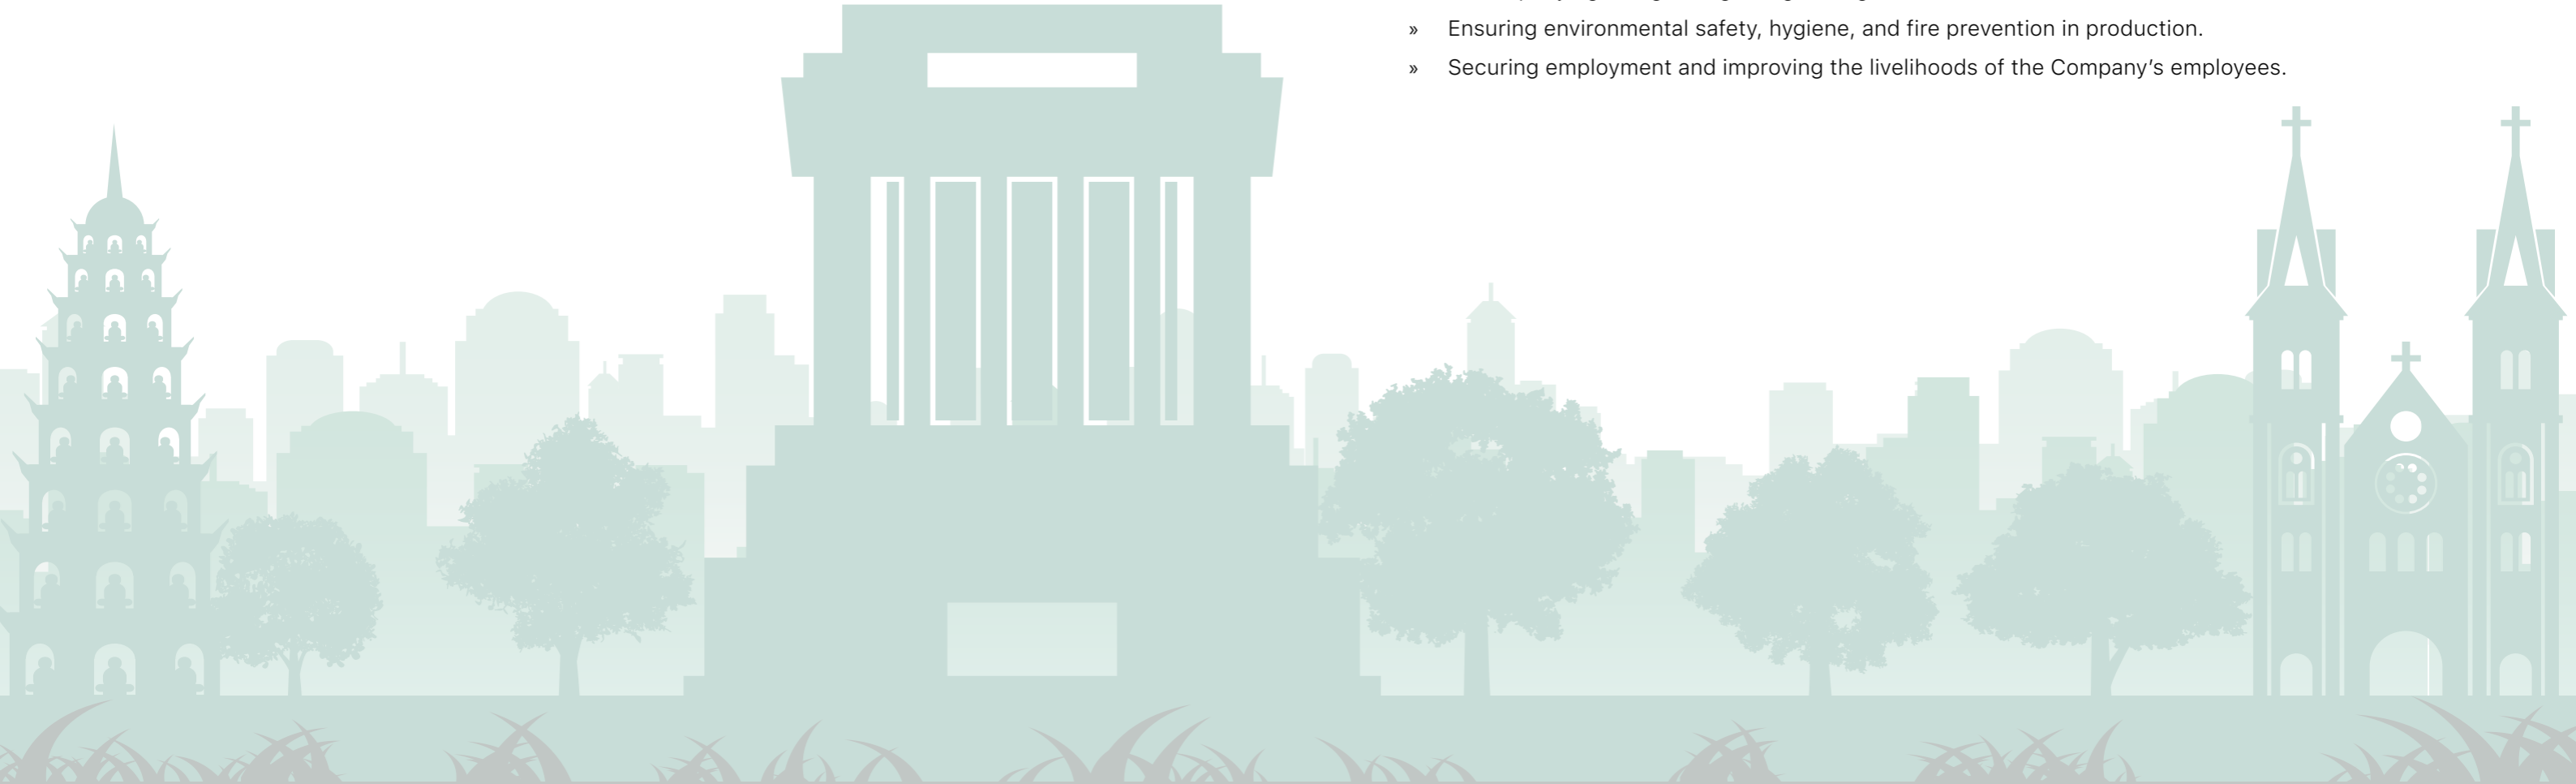 » Ensuring environmental safety, hygiene, and fire prevention in production.
» Securing employment and improving the livelihoods of the Company’s employees.